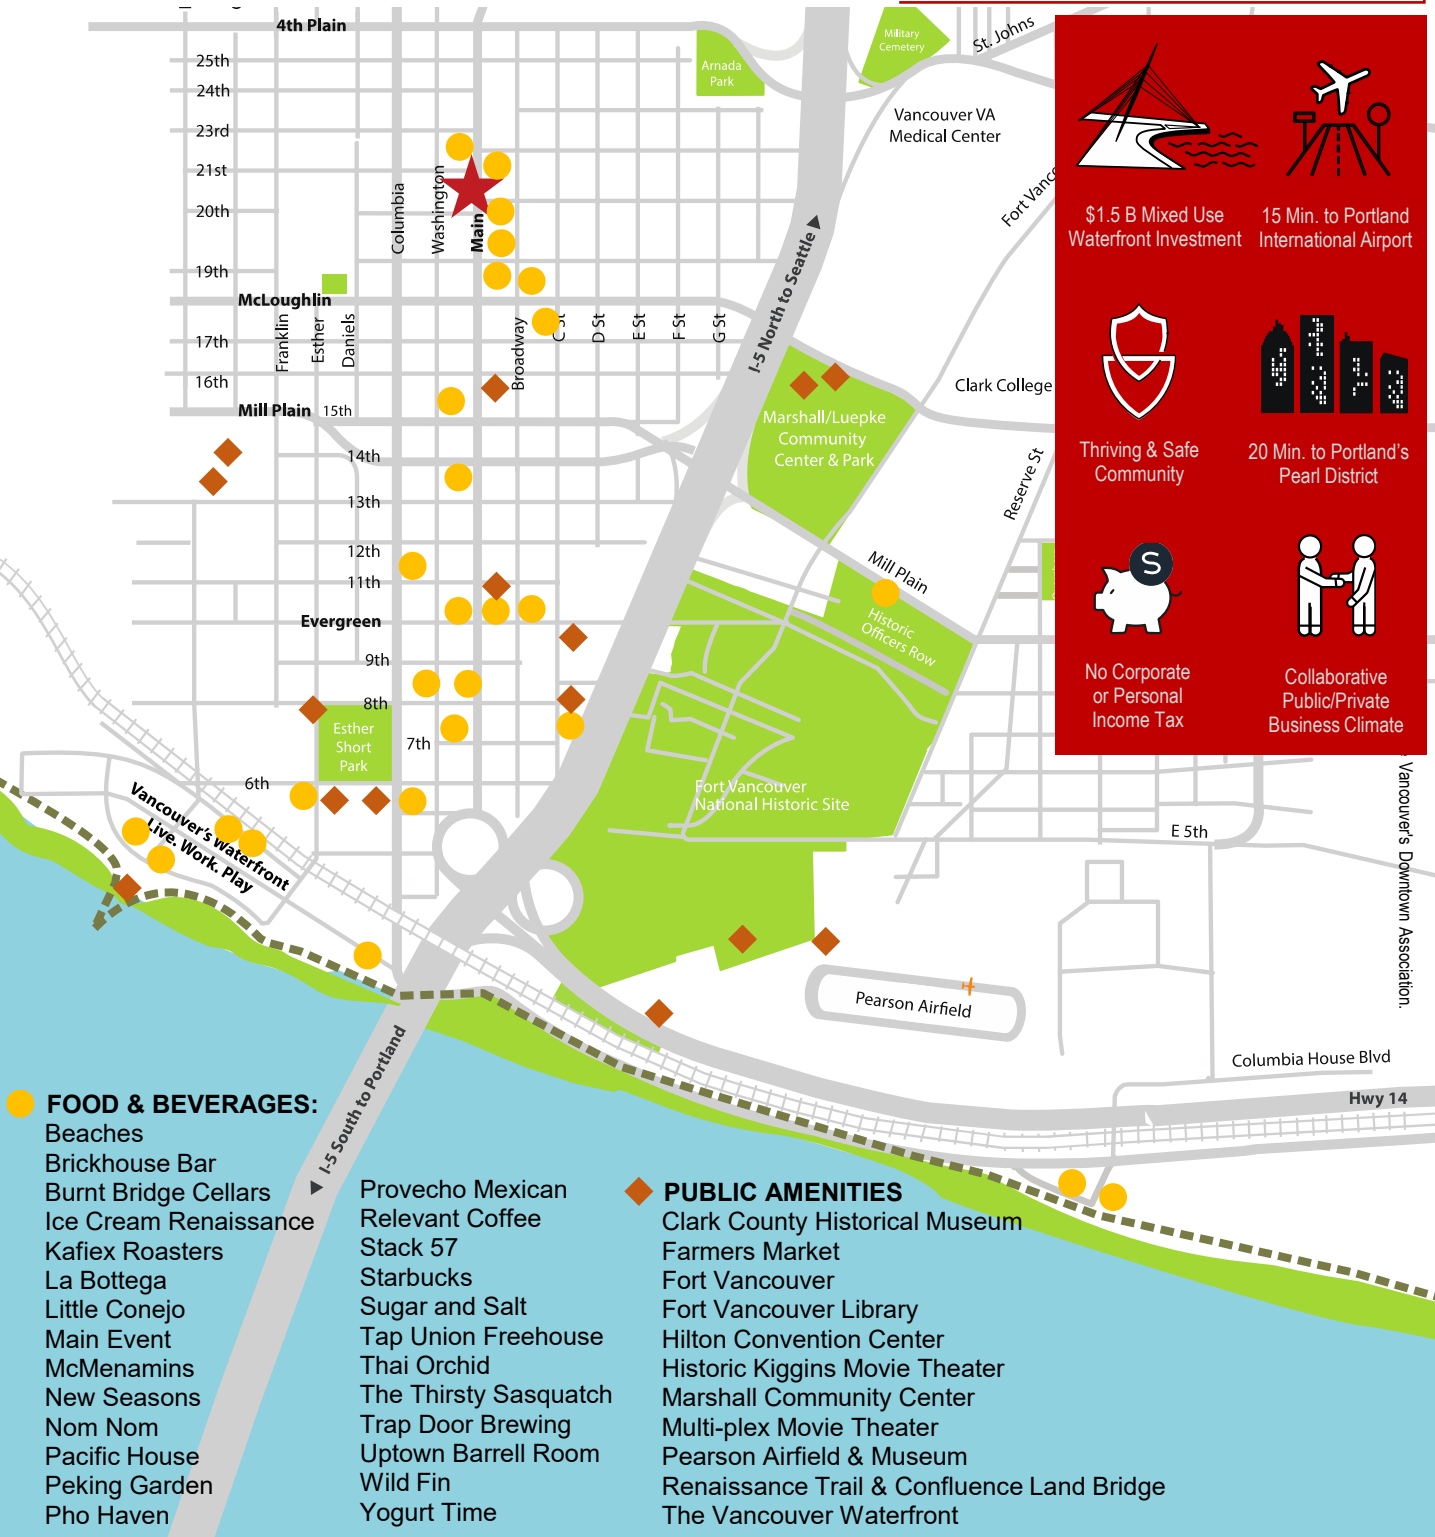 4th Plain
25th
24th
23rd
21st
20th
19th
McLoughlin
17th
16th
Mill Plain
15th
14th
13th
12th
11th
Evergreen
9th
8th
7th
6th
Columbia
Washington
Main
Franklin
Esther
Daniels
Broadway
C St
D St
E St
F St
G St
Arnada
Park
Military
Cemetery
St. Johns
Vancouver VA
Medical Center
Fort Vanco
I-5 North to Seattle
Clark College
Marshall/Luepke
Community
Center & Park
Reserve St
Mill Plain
Historic
Officers Row
Esther
Short
Park
Fort Vancouver
National Historic Site
Vancouver's waterfront
Live. Work. Play
E 5th
Pearson Airfield
Columbia House Blvd
Hwy 14
I-5 South to Portland
Vancouver's Downtown Association.
$1.5 B Mixed Use
Waterfront Investment
15 Min. to Portland
International Airport
Thriving & Safe
Community
20 Min. to Portland's
Pearl District
S
No Corporate
or Personal
Income Tax
Collaborative
Public/Private
Business Climate
FOOD & BEVERAGES:
Beaches
Brickhouse Bar
Burnt Bridge Cellars
Ice Cream Renaissance
Kafiex Roasters
La Bottega
Little Conejo
Main Event
McMenamins
New Seasons
Nom Nom
Pacific House
Peking Garden
Pho Haven
Provecho Mexican
Relevant Coffee
Stack 57
Starbucks
Sugar and Salt
Tap Union Freehouse
Thai Orchid
The Thirsty Sasquatch
Trap Door Brewing
Uptown Barrell Room
Wild Fin
Yogurt Time
PUBLIC AMENITIES
Clark County Historical Museum
Farmers Market
Fort Vancouver
Fort Vancouver Library
Hilton Convention Center
Historic Kiggins Movie Theater
Marshall Community Center
Multi-plex Movie Theater
Pearson Airfield & Museum
Renaissance Trail & Confluence Land Bridge
The Vancouver Waterfront